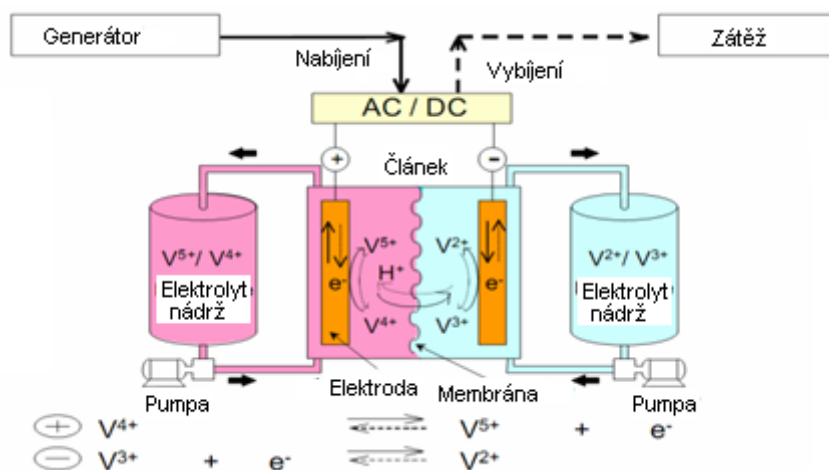 Generátor
Zátěž
Nabíjení
Vybíjení
AC / DC
+
Článek
−
V⁵⁺/ V⁴⁺
Elektrolyt
nádrž
V⁵⁺
H⁺
e⁻
V⁴⁺
V²⁺
e⁻
V³⁺
V²⁺/ V³⁺
Elektrolyt
nádrž
Elektroda
Membrána
Pumpa
Pumpa
+ V⁴⁺ V⁵⁺ + e⁻
− V³⁺ + e⁻ V²⁺